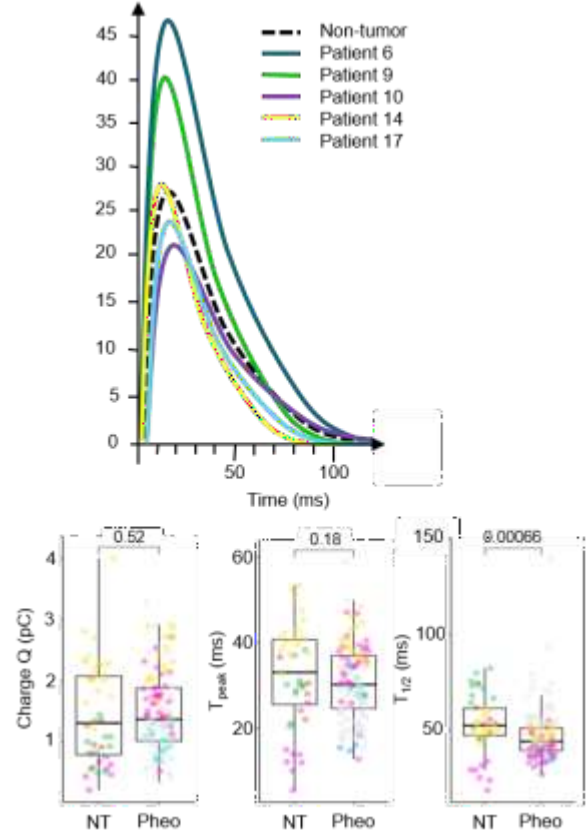 45
40
35
30
25
20
15
10
5
0
Non-tumor
Patient 6
Patient 9
Patient 10
Patient 14
Patient 17
50 100
Time (ms)
0.52
4
3
2
1
Charge Q (pC)
NT Pheo
0.18
60
40
20
Tpeak (ms)
NT Pheo
0.00066
150
100
50
T1/2 (ms)
NT Pheo